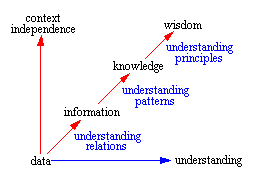 context
independence
wisdom
understanding
principles
knowledge
understanding
patterns
information
understanding
relations
data
understanding